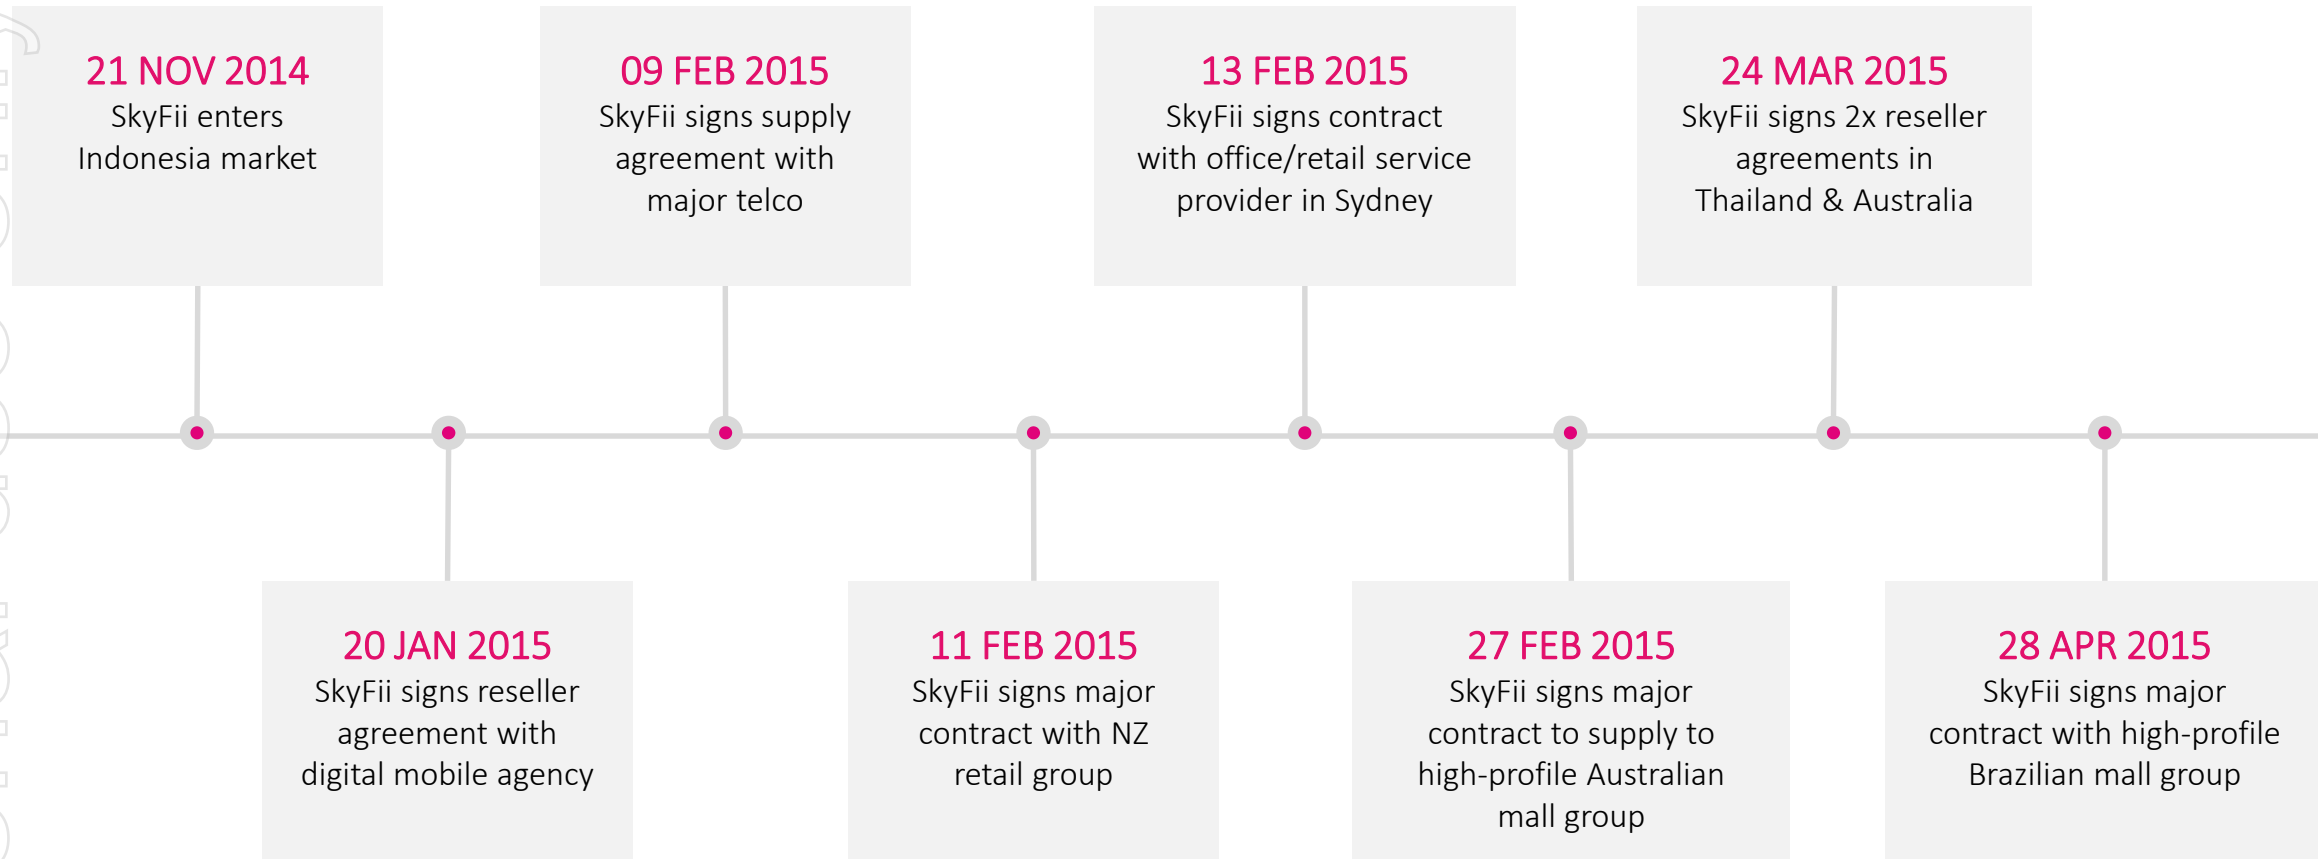 21 NOV 2014
SkyFii enters
Indonesia market
20 JAN 2015
SkyFii signs reseller
agreement with
digital mobile agency
09 FEB 2015
SkyFii signs supply
agreement with
major telco
11 FEB 2015
SkyFii signs major
contract with NZ
retail group
13 FEB 2015
SkyFii signs contract
with office/retail service
provider in Sydney
27 FEB 2015
SkyFii signs major
contract to supply to
high-profile Australian
mall group
24 MAR 2015
SkyFii signs 2x reseller
agreements in
Thailand & Australia
28 APR 2015
SkyFii signs major
contract with high-profile
Brazilian mall group